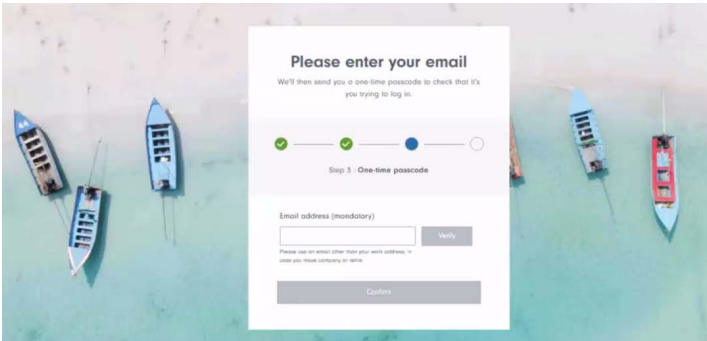 Please enter your email
We'll then send you a one-time passcode to check that it's
you trying to log in.
Step 3 : One-time passcode
Email address (mandatory)
Verify
Please use an email other than your work address, in
case you move company or retire
Confirm